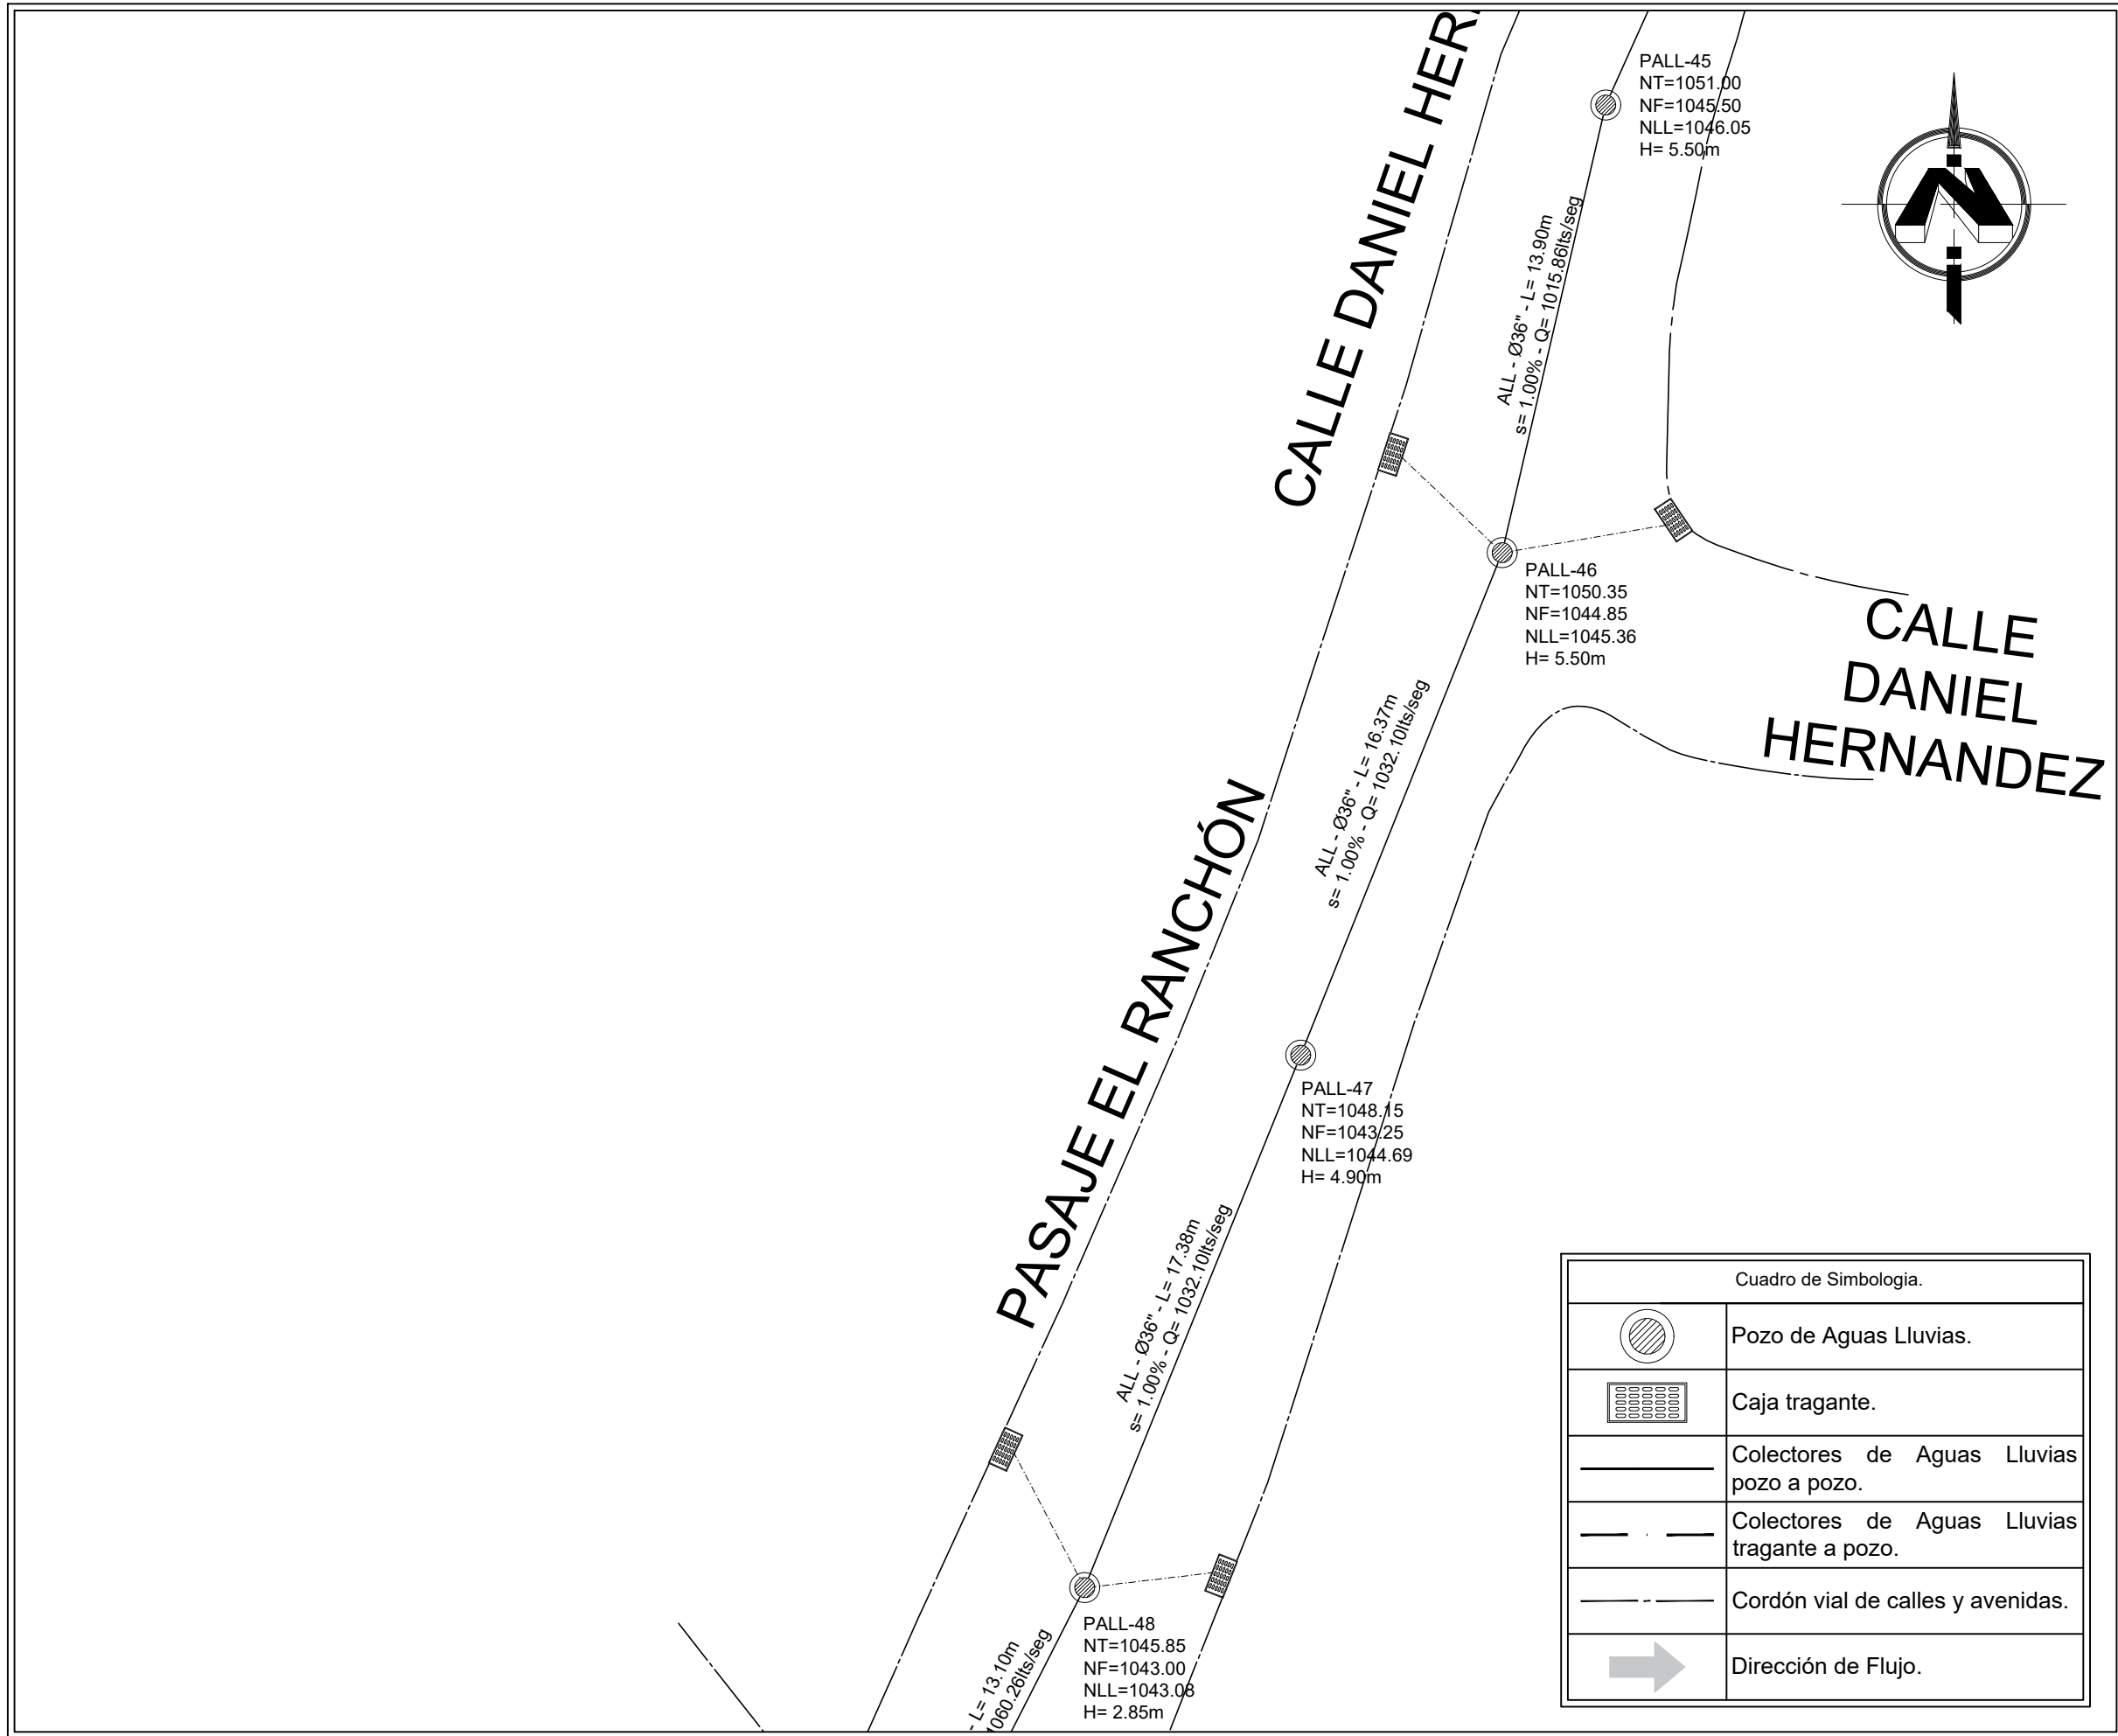 CALLE DANIEL
PALL-45
NT=1051.00
NF=1045.50
NLL=1046.05
H= 5.50m
N
ALL - Ø36" - L= 13.90m
s= 1.00% - Q= 1015.86lts/seg
PALL-46
NT=1050.35
NF=1044.85
NLL=1045.36
H= 5.50m
CALLE
DANIEL
HERNANDEZ
ALL - Ø36" - L= 16.37m
s= 1.00% - Q= 1032.10lts/seg
PASAJE EL RANCHÓN
PALL-47
NT=1048.15
NF=1043.25
NLL=1044.69
H= 4.90m
ALL - Ø36" - L= 17.38m
s= 1.00% - Q= 1032.10lts/seg
PALL-48
NT=1045.85
NF=1043.00
NLL=1043.08
H= 2.85m
- L= 13.10m
1060.26lts/seg
Cuadro de Simbologia.
Pozo de Aguas Lluvias.
Caja tragante.
Colectores de Aguas Lluvias
pozo a pozo.
Colectores de Aguas Lluvias
tragante a pozo.
Cordón vial de calles y avenidas.
Dirección de Flujo.